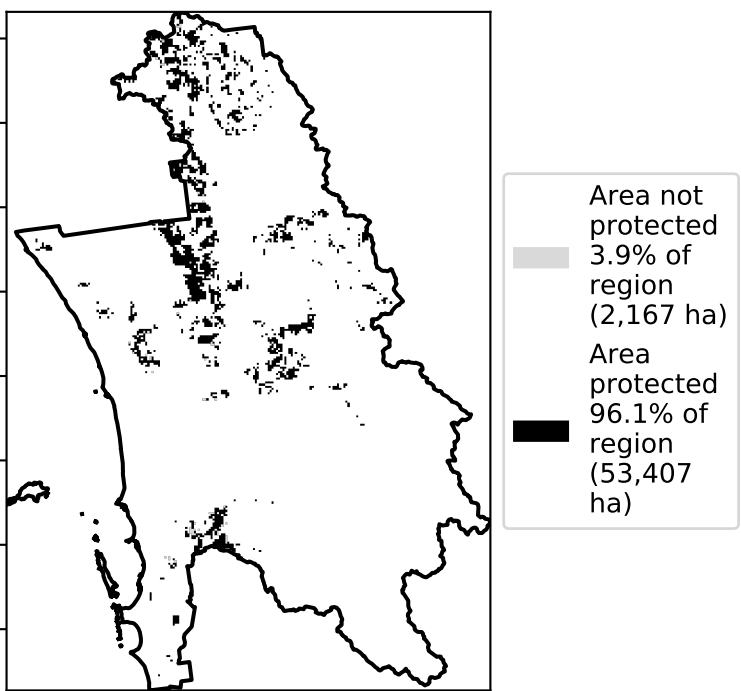 Area not
protected
3.9% of
region
(2,167 ha)
Area
protected
96.1% of
region
(53,407
ha)